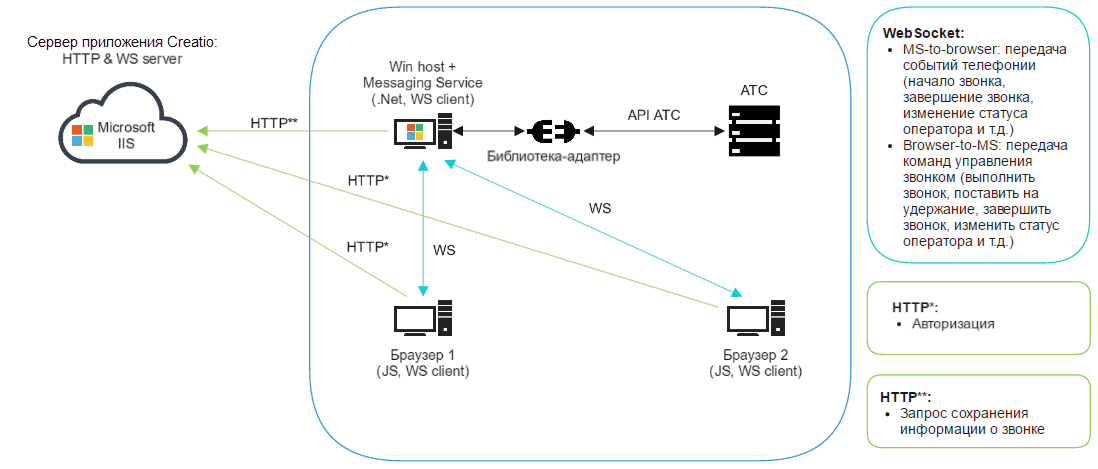 Сервер приложения Creatio:
HTTP & WS server
Microsoft
IIS
HTTP**
Win host +
Messaging Service
(.Net, WS client)
Библиотека-адаптер
API АТС
АТС
HTTP*
WS
HTTP*
WS
Браузер 1
(JS, WS client)
Браузер 2
(JS, WS client)
WebSocket:
• MS-to-browser: передача
событий телефонии
(начало звонка,
завершение звонка,
изменение статуса
оператора и т.д.)
• Browser-to-MS: передача
команд управления
звонком (выполнить
звонок, поставить на
удержание, завершить
звонок, изменить статус
оператора и т.д.)
HTTP*:
• Авторизация
HTTP**:
• Запрос сохранения
информации о звонке